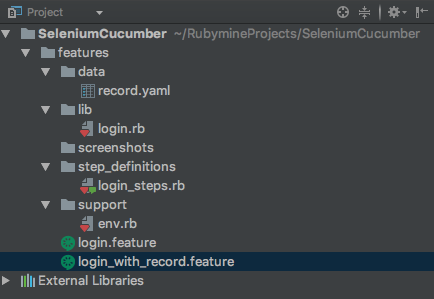 Project
SeleniumCucumber ~/RubymineProjects/SeleniumCucumber
features
data
record.yaml
lib
login.rb
screenshots
step_definitions
login_steps.rb
support
env.rb
login.feature
login_with_record.feature
External Libraries